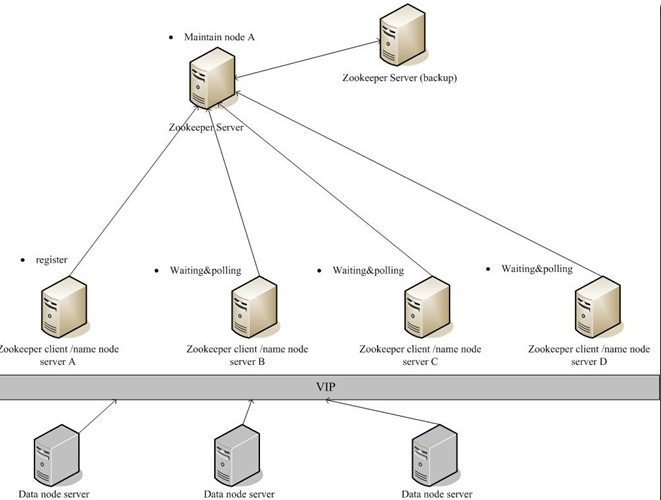 • Maintain node A
Zookeeper Server (backup)
Zookeeper Server
• register
• Waiting&polling
• Waiting&polling
• Waiting&polling
Zookeeper client /name node
server A
Zookeeper client /name node
server B
Zookeeper client /name node
server C
Zookeeper client /name node
server D
VIP
Data node server
Data node server
Data node server